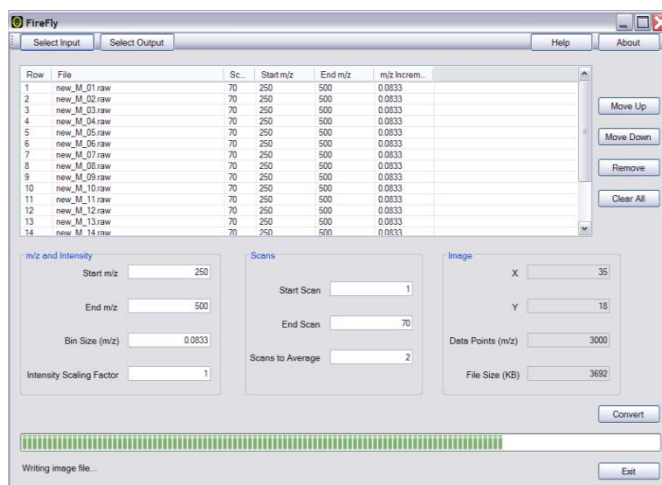 FireFly
Select Input Select Output Help About
Row File Sc... Start m/z End m/z m/z Increm...
1 new_M_01.raw 70 250 500 0.0833
2 new_M_02.raw 70 250 500 0.0833
3 new_M_03.raw 70 250 500 0.0833
4 new_M_04.raw 70 250 500 0.0833
5 new_M_05.raw 70 250 500 0.0833
6 new_M_06.raw 70 250 500 0.0833
7 new_M_07.raw 70 250 500 0.0833
8 new_M_08.raw 70 250 500 0.0833
9 new_M_09.raw 70 250 500 0.0833
10 new_M_10.raw 70 250 500 0.0833
11 new_M_11.raw 70 250 500 0.0833
12 new_M_12.raw 70 250 500 0.0833
13 new_M_13.raw 70 250 500 0.0833
14 new_M_14.raw 70 250 500 0.0833
Move Up
Move Down
Remove
Clear All
m/z and Intensity
Start m/z 250
End m/z 500
Bin Size (m/z) 0.0833
Intensity Scaling Factor 1
Scans
Start Scan 1
End Scan 70
Scans to Average 2
Image
X 35
Y 18
Data Points (m/z) 3000
File Size (KB) 3692
Convert
Writing image file...
Exit